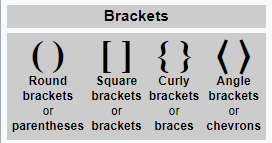 Brackets
( ) [ ] { } ⟨ ⟩
Round Square Curly Angle
brackets brackets brackets brackets
or or or or
parentheses brackets braces chevrons